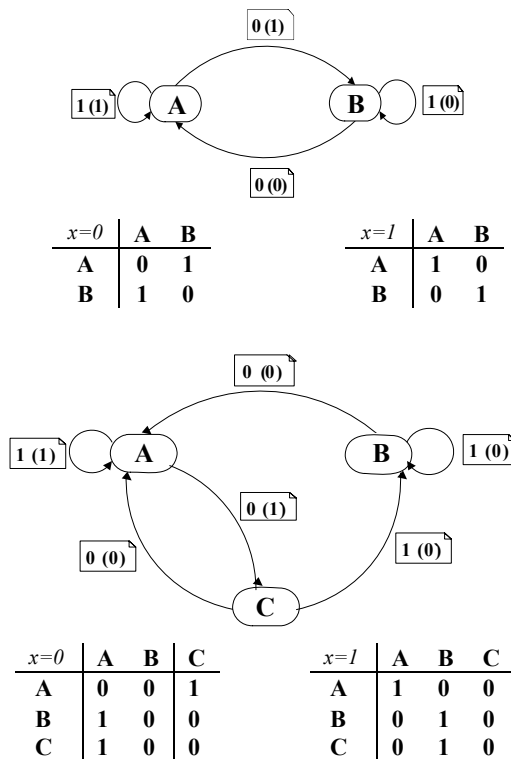 0 (1)
1 (1) A B 1 (0)
0 (0)
x=0 A B x=1 A B
A 0 1 A 1 0
B 1 0 B 0 1
0 (0)
1 (1) A B 1 (0)
0 (1)
0 (0) 1 (0)
C
x=0 A B C x=1 A B C
A 0 0 1 A 1 0 0
B 1 0 0 B 0 1 0
C 1 0 0 C 0 1 0